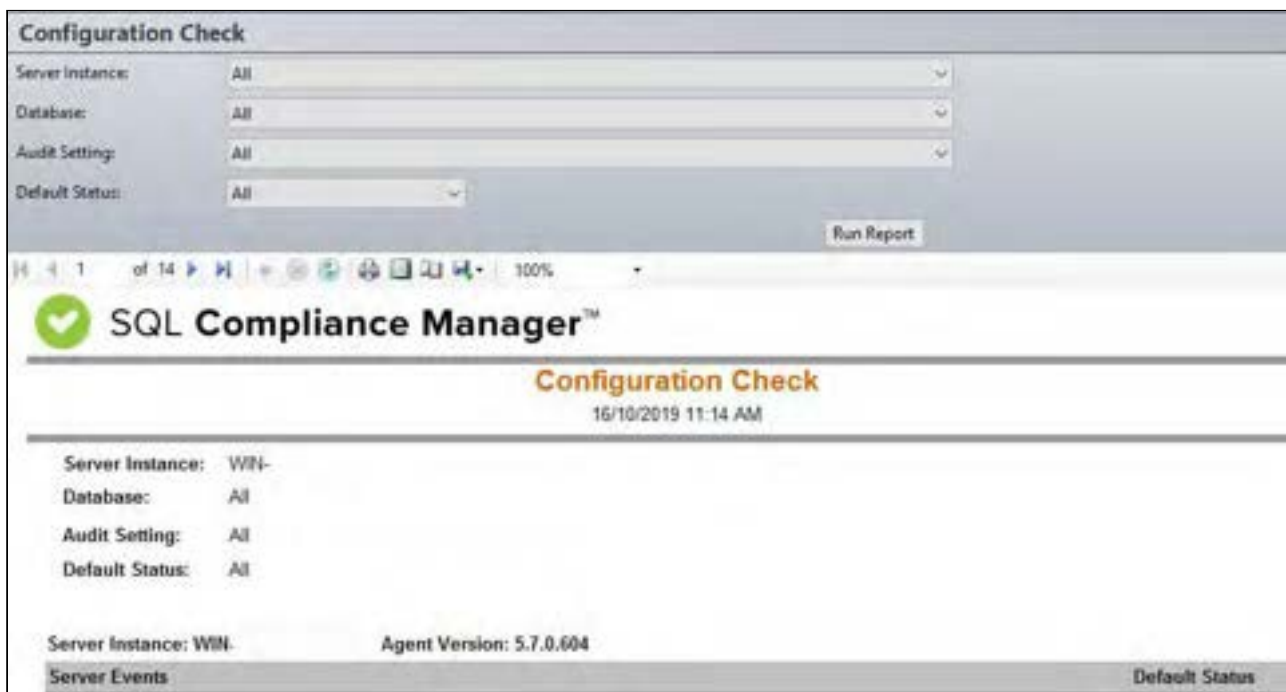 Configuration Check
Server Instance: All
Database: All
Audit Setting: All
Default Status: All
Run Report
1 of 14 100%
SQL Compliance Manager™
Configuration Check
16/10/2019 11:14 AM
Server Instance: WIN-
Database: All
Audit Setting: All
Default Status: All
Server Instance: WIN- Agent Version: 5.7.0.604
Server Events Default Status